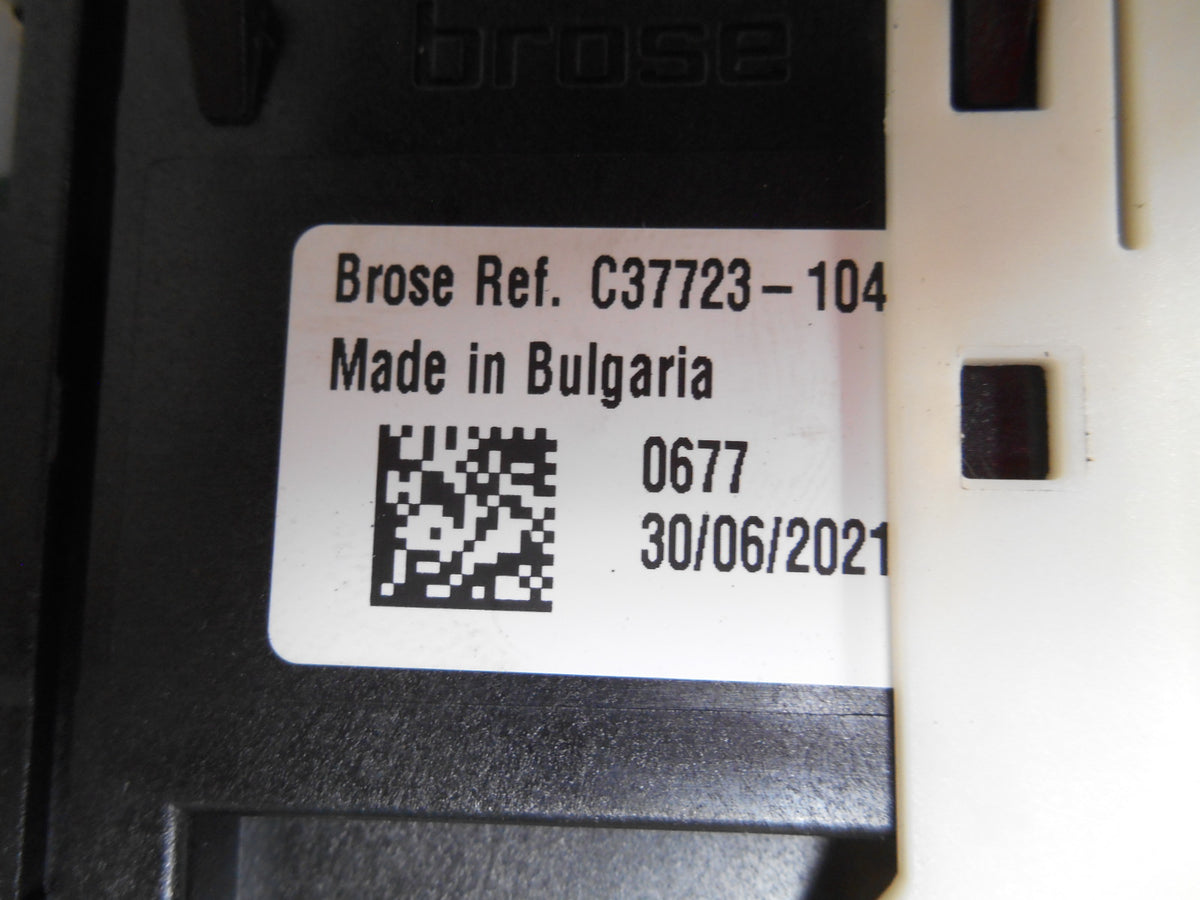 brose
Brose Ref. C37723-104
Made in Bulgaria
0677
30/06/2021